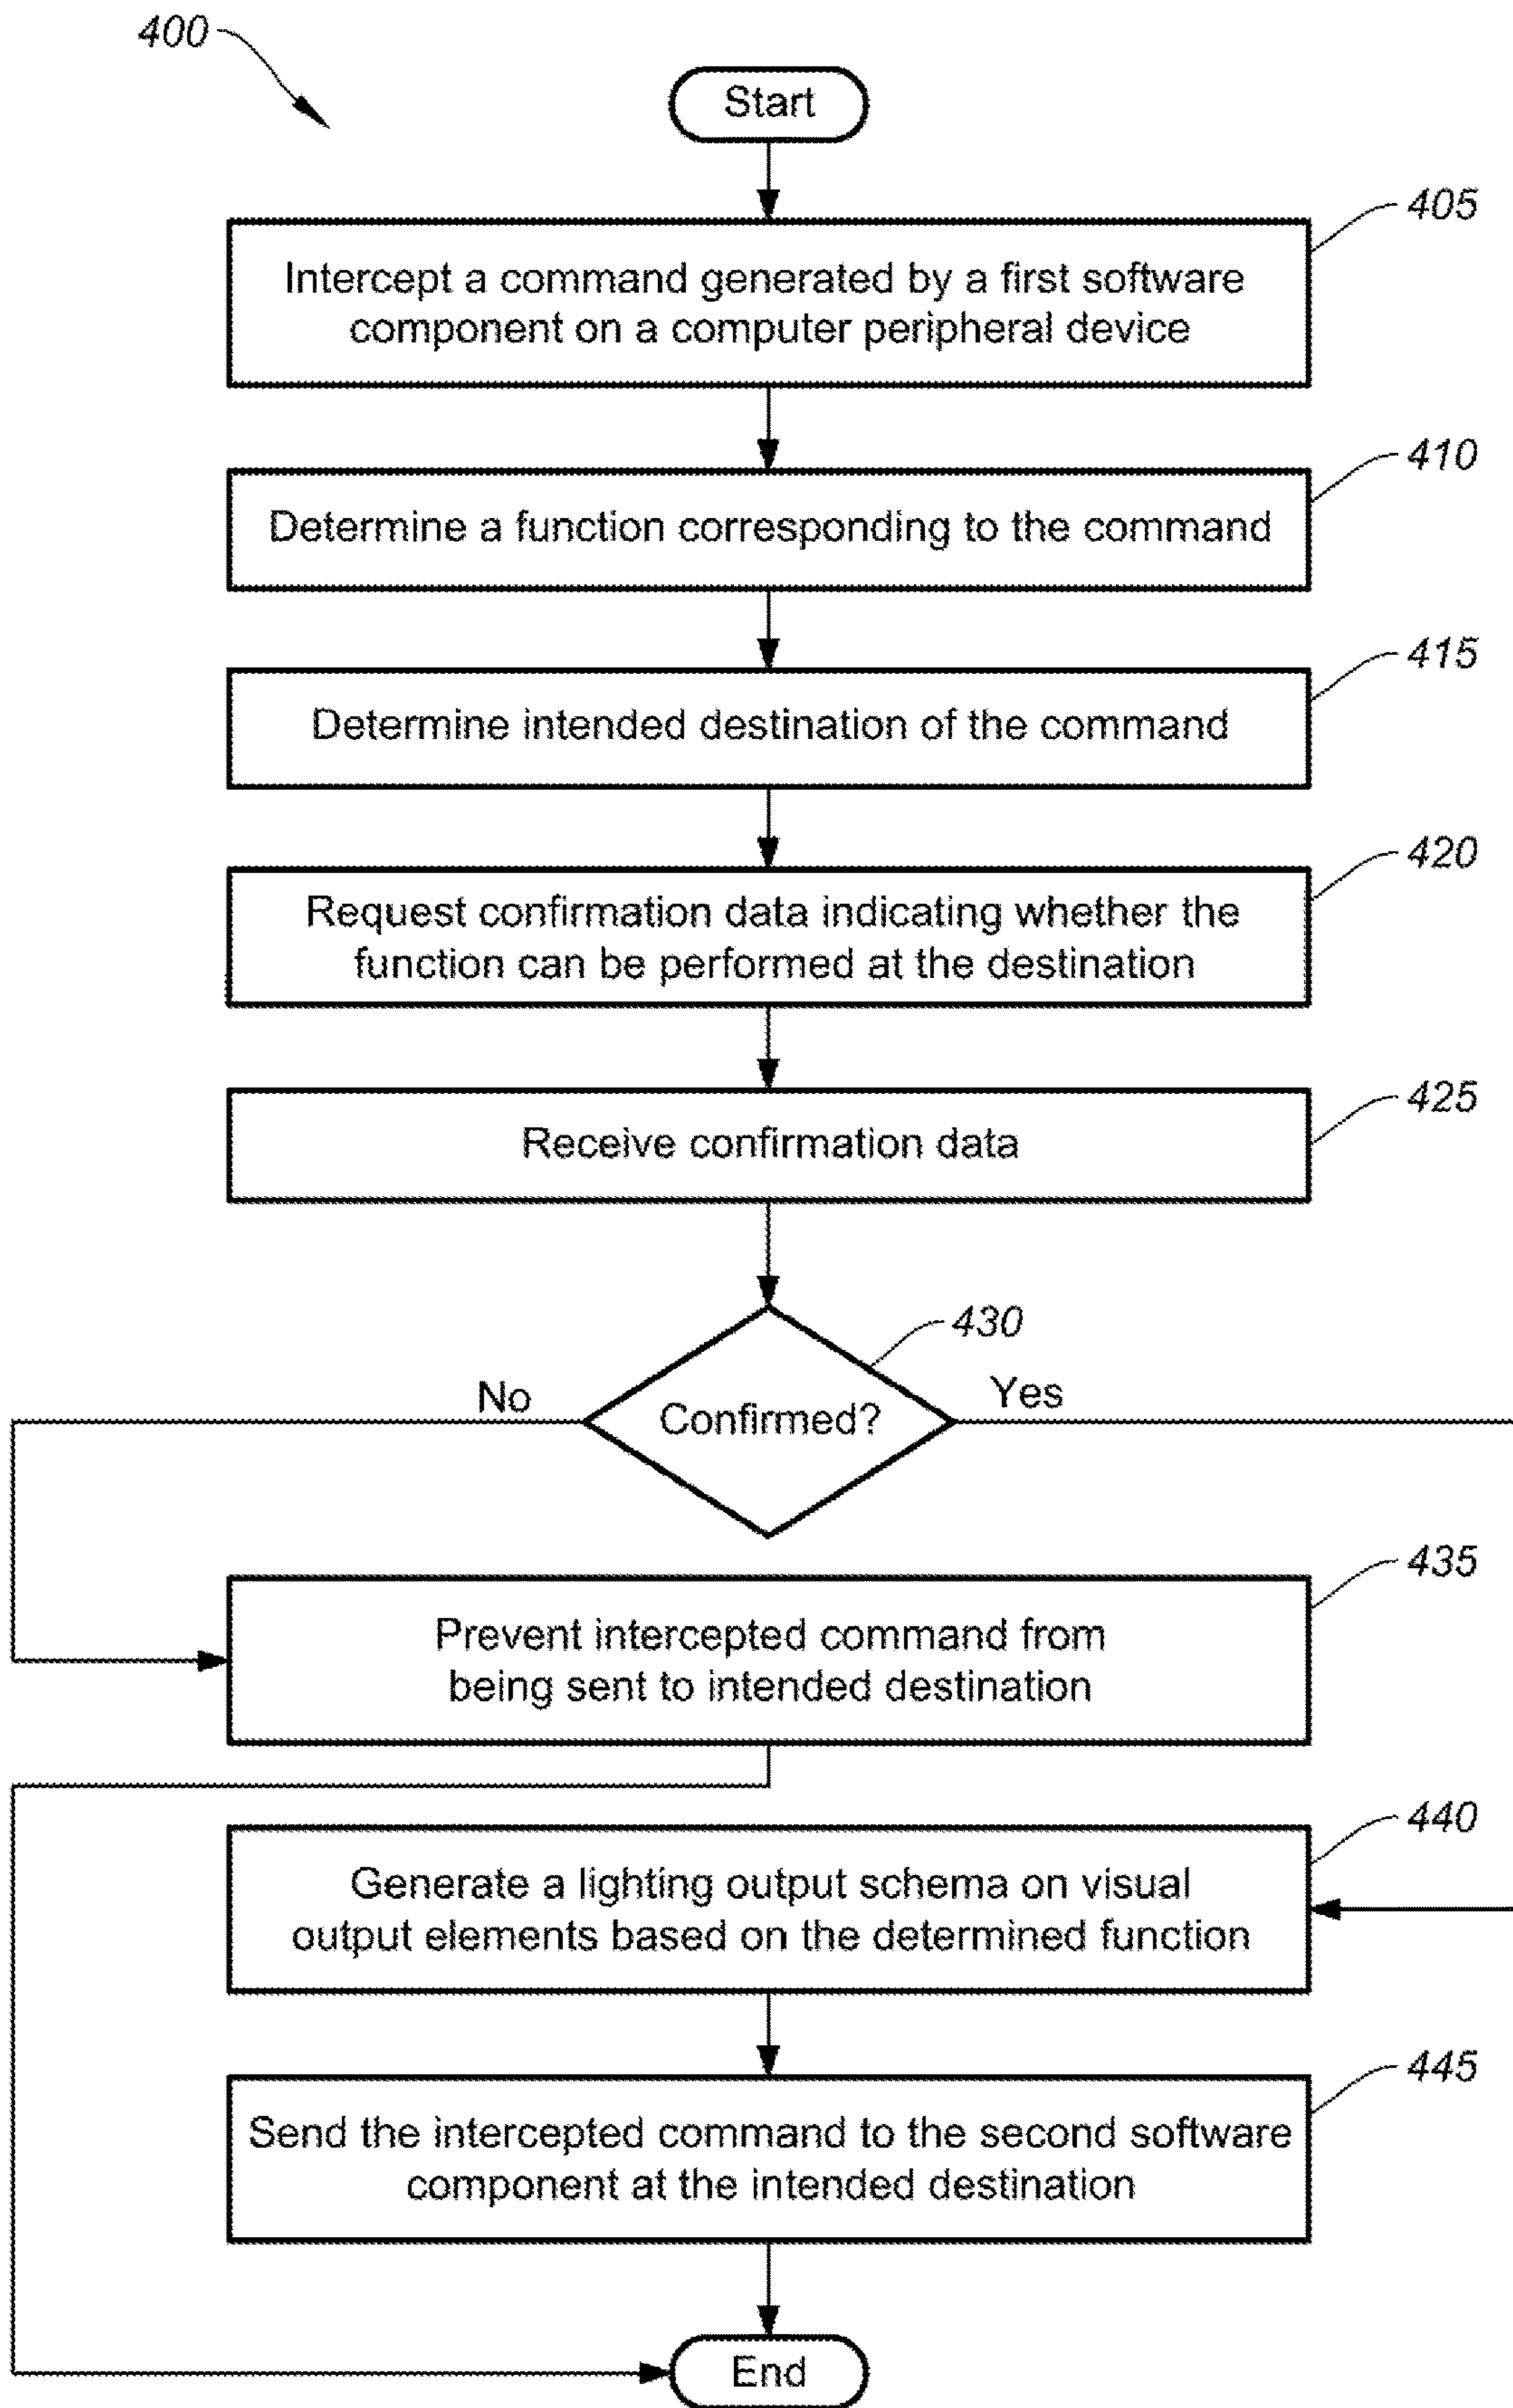 400
Start
405
Intercept a command generated by a first software
component on a computer peripheral device
410
Determine a function corresponding to the command
415
Determine intended destination of the command
420
Request confirmation data indicating whether the
function can be performed at the destination
425
Receive confirmation data
430
No
Confirmed?
Yes
435
Prevent intercepted command from
being sent to intended destination
440
Generate a lighting output schema on visual
output elements based on the determined function
445
Send the intercepted command to the second software
component at the intended destination
End